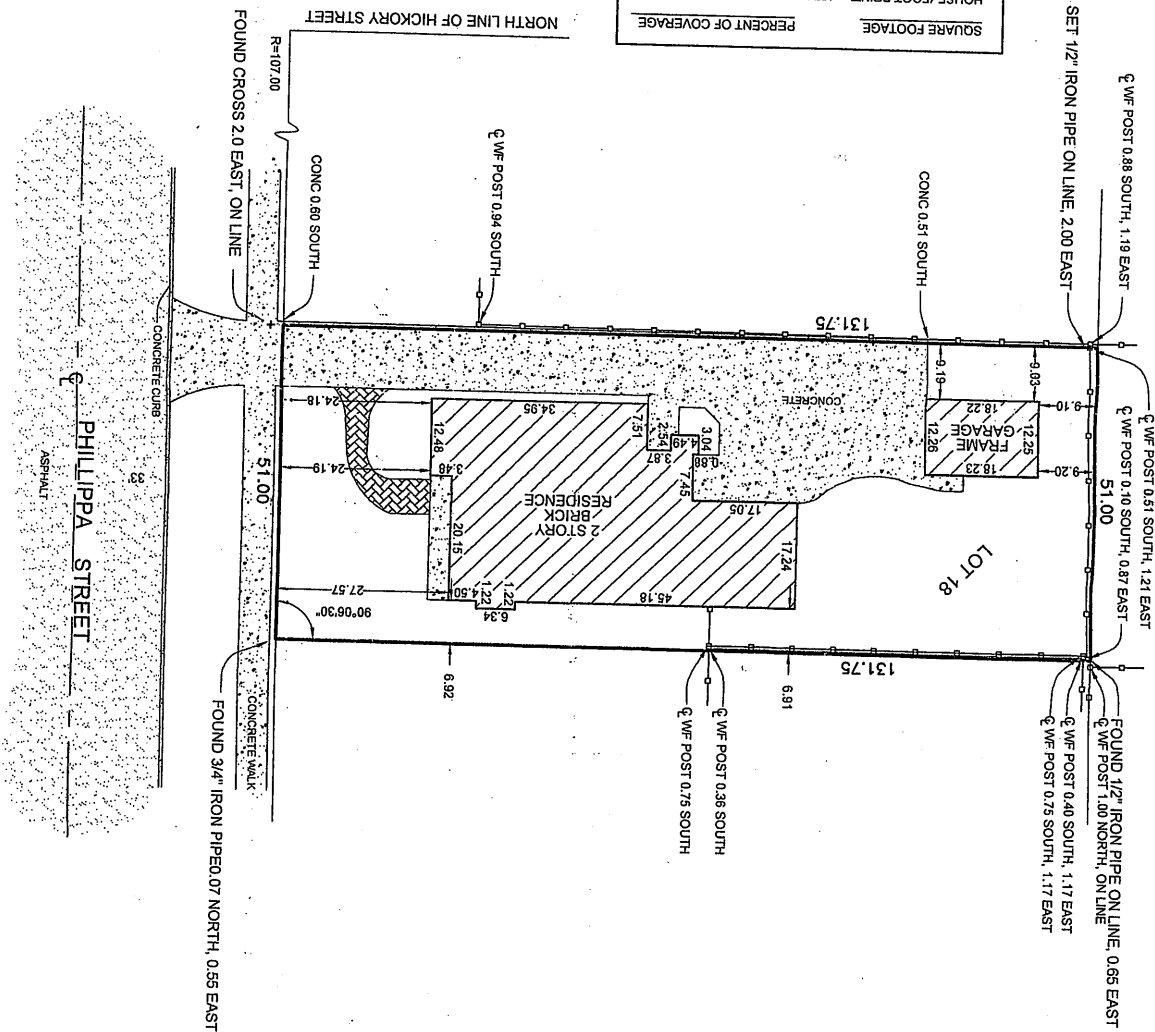 SQUARE FOOTAGE
PERCENT OF COVERAGE
NORTH LINE OF HICKORY STREET
R=107.00
FOUND CROSS 2.0 EAST, ON LINE
CONC 0.60 SOUTH
℄ WF POST 0.94 SOUTH
CONC 0.51 SOUTH
SET 1/2" IRON PIPE ON LINE, 2.00 EAST
℄ WF POST 0.88 SOUTH, 1.19 EAST
131.75
9.19
9.63
9.10
℄ WF POST 0.51 SOUTH, 1.21 EAST
CONCRETE
18.22
12.25
FRAME
GARAGE
12.26
18.23
9.20
51.00
℄ WF POST 0.10 SOUTH, 0.87 EAST
24.18
34.95
7.51
2.54
3.87
4.49
3.04
0.88
7.45
12.48
3.48
24.19
51.00
2 STORY
BRICK
RESIDENCE
17.05
17.24
20.15
LOT 18
27.57
4.50
1.22
6.34
1.22
45.18
90°06'30"
131.75
6.92
6.91
℄ WF POST 0.36 SOUTH
℄ WF POST 0.75 SOUTH
FOUND 1/2" IRON PIPE ON LINE, 0.65 EAST
℄ WF POST 1.00 NORTH, ON LINE
℄ WF POST 0.40 SOUTH, 1.17 EAST
℄ WF POST 0.75 SOUTH, 1.17 EAST
CONCRETE WALK
FOUND 3/4" IRON PIPE0.07 NORTH, 0.55 EAST
CONCRETE CURB
℄ PHILLIPPA STREET
33
ASPHALT